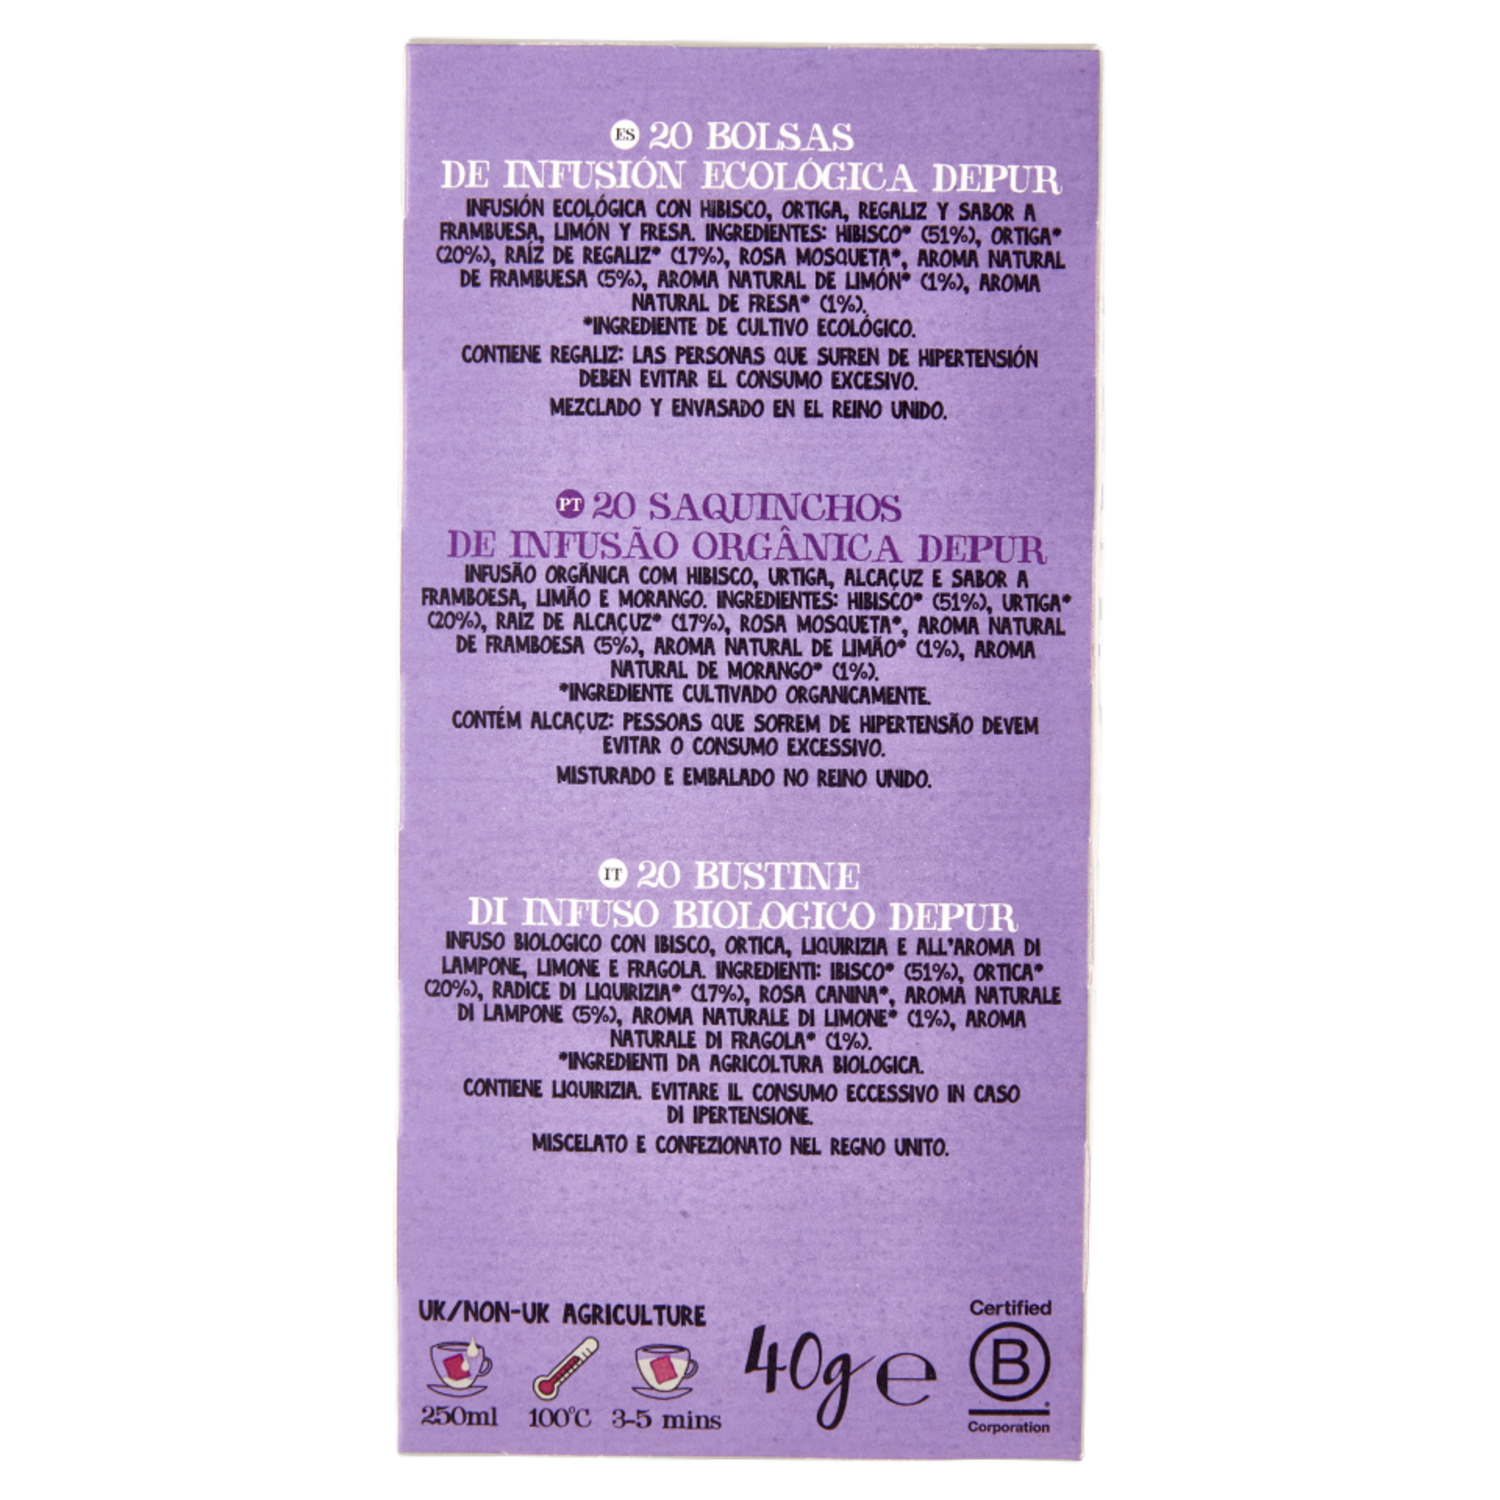 ES 20 BOLSAS
DE INFUSIÓN ECOLÓGICA DEPUR
INFUSIÓN ECOLÓGICA CON HIBISCO, ORTIGA, REGALIZ Y SABOR A
FRAMBUESA, LIMÓN Y FRESA. INGREDIENTES: HIBISCO* (51%), ORTIGA*
(20%), RAÍZ DE REGALIZ* (17%), ROSA MOSQUETA*, AROMA NATURAL
DE FRAMBUESA (5%), AROMA NATURAL DE LIMÓN* (1%), AROMA
NATURAL DE FRESA* (1%).
*INGREDIENTE DE CULTIVO ECOLÓGICO.
CONTIENE REGALIZ: LAS PERSONAS QUE SUFREN DE HIPERTENSIÓN
DEBEN EVITAR EL CONSUMO EXCESIVO.
MEZCLADO Y ENVASADO EN EL REINO UNIDO.
PT 20 SAQUINCHOS
DE INFUSÃO ORGÂNICA DEPUR
INFUSÃO ORGÂNICA COM HIBISCO, URTIGA, ALCAÇUZ E SABOR A
FRAMBOESA, LIMÃO E MORANGO. INGREDIENTES: HIBISCO* (51%), URTIGA*
(20%), RAIZ DE ALCAÇUZ* (17%), ROSA MOSQUETA*, AROMA NATURAL
DE FRAMBOESA (5%), AROMA NATURAL DE LIMÃO* (1%), AROMA
NATURAL DE MORANGO* (1%).
*INGREDIENTE CULTIVADO ORGANICAMENTE.
CONTÉM ALCAÇUZ: PESSOAS QUE SOFREM DE HIPERTENSÃO DEVEM
EVITAR O CONSUMO EXCESSIVO.
MISTURADO E EMBALADO NO REINO UNIDO.
IT 20 BUSTINE
DI INFUSO BIOLOGICO DEPUR
INFUSO BIOLOGICO CON IBISCO, ORTICA, LIQUIRIZIA E ALL'AROMA DI
LAMPONE, LIMONE E FRAGOLA. INGREDIENTI: IBISCO* (51%), ORTICA*
(20%), RADICE DI LIQUIRIZIA* (17%), ROSA CANINA*, AROMA NATURALE
DI LAMPONE (5%), AROMA NATURALE DI LIMONE* (1%), AROMA
NATURALE DI FRAGOLA* (1%).
*INGREDIENTI DA AGRICOLTURA BIOLOGICA.
CONTIENE LIQUIRIZIA. EVITARE IL CONSUMO ECCESSIVO IN CASO
DI IPERTENSIONE.
MISCELATO E CONFEZIONATO NEL REGNO UNITO.
UK/NON-UK AGRICULTURE
250ml 100°C 3-5 mins
40g e
Certified
B
Corporation